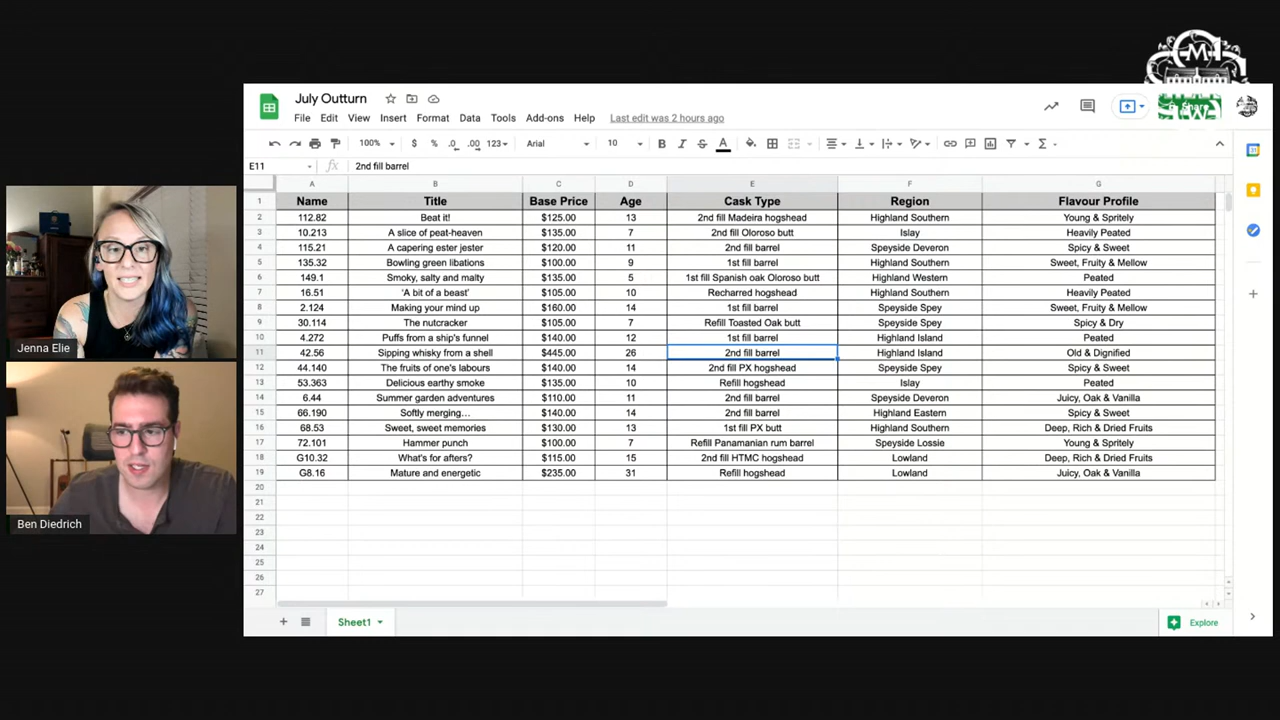 July Outturn
File Edit View Insert Format Data Tools Add-ons Help Last edit was 2 hours ago
Share
100% $ % .0 .00 123 Arial 10 B I S A
E11 fx 2nd fill barrel
A B C D E F G
1 Name Title Base Price Age Cask Type Region Flavour Profile
2 112.82 Beat it! $125.00 13 2nd fill Madeira hogshead Highland Southern Young & Spritely
3 10.213 A slice of peat-heaven $135.00 7 2nd fill Oloroso butt Islay Heavily Peated
4 115.21 A capering ester jester $120.00 11 2nd fill barrel Speyside Deveron Spicy & Sweet
5 135.32 Bowling green libations $100.00 9 1st fill barrel Highland Southern Sweet, Fruity & Mellow
6 149.1 Smoky, salty and malty $135.00 5 1st fill Spanish oak Oloroso butt Highland Western Peated
7 16.51 'A bit of a beast' $105.00 10 Recharred hogshead Highland Southern Heavily Peated
8 2.124 Making your mind up $160.00 14 1st fill barrel Speyside Spey Sweet, Fruity & Mellow
9 30.114 The nutcracker $105.00 7 Refill Toasted Oak butt Speyside Spey Spicy & Dry
10 4.272 Puffs from a ship's funnel $140.00 12 1st fill barrel Highland Island Peated
11 42.56 Sipping whisky from a shell $445.00 26 2nd fill barrel Highland Island Old & Dignified
12 44.140 The fruits of one's labours $140.00 14 2nd fill PX hogshead Speyside Spey Spicy & Sweet
13 53.363 Delicious earthy smoke $135.00 10 Refill hogshead Islay Peated
14 6.44 Summer garden adventures $110.00 11 2nd fill barrel Speyside Deveron Juicy, Oak & Vanilla
15 66.190 Softly merging… $140.00 14 2nd fill barrel Highland Eastern Spicy & Sweet
16 68.53 Sweet, sweet memories $130.00 13 1st fill PX butt Highland Southern Deep, Rich & Dried Fruits
17 72.101 Hammer punch $100.00 7 Refill Panamanian rum barrel Speyside Lossie Young & Spritely
18 G10.32 What's for afters? $115.00 15 2nd fill HTMC hogshead Lowland Deep, Rich & Dried Fruits
19 G8.16 Mature and energetic $235.00 31 Refill hogshead Lowland Juicy, Oak & Vanilla
20
21
22
23
24
25
26
27
Sheet1
Explore
Jenna Elie
Ben Diedrich